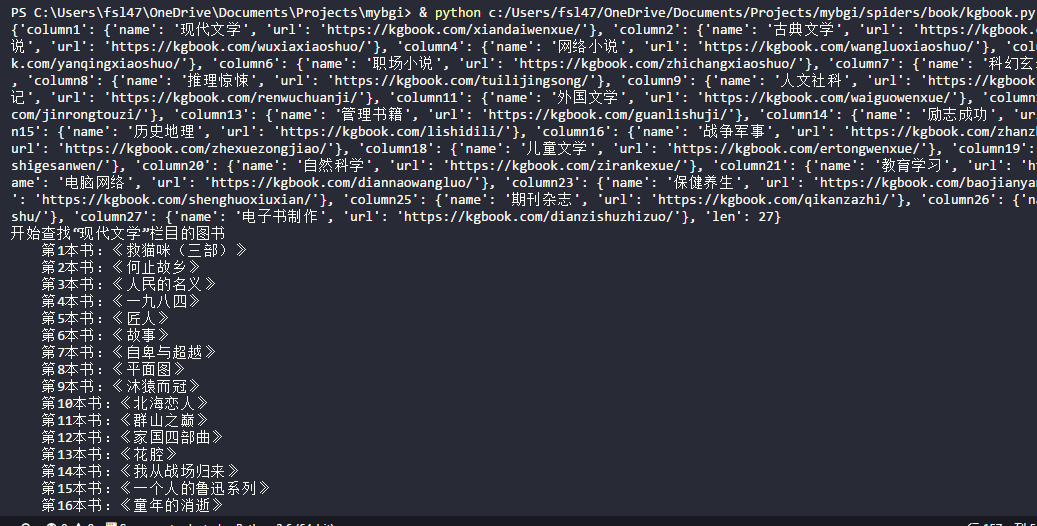 PS C:\Users\fsl47\OneDrive\Documents\Projects\mybgi> & python c:/Users/fsl47/OneDrive/Documents/Projects/mybgi/spiders/book/kgbook.py
{'column1': {'name': '现代文学', 'url': 'https://kgbook.com/xiandaiwenxue/'}, 'column2': {'name': '古典文学', 'url': 'https://kgbook.c
说', 'url': 'https://kgbook.com/wuxiaxiaoshuo/'}, 'column4': {'name': '网络小说', 'url': 'https://kgbook.com/wangluoxiaoshuo/'}, 'colu
k.com/yanqingxiaoshuo/'}, 'column6': {'name': '职场小说', 'url': 'https://kgbook.com/zhichangxiaoshuo/'}, 'column7': {'name': '科幻玄
, 'column8': {'name': '推理惊悚', 'url': 'https://kgbook.com/tuilijingsong/'}, 'column9': {'name': '人文社科', 'url': 'https://kgbook
记', 'url': 'https://kgbook.com/renwuchuanji/'}, 'column11': {'name': '外国文学', 'url': 'https://kgbook.com/waiguowenxue/'}, 'column
com/jinrongtouzi/'}, 'column13': {'name': '管理书籍', 'url': 'https://kgbook.com/guanlishuji/'}, 'column14': {'name': '励志成功', 'ur
n15': {'name': '历史地理', 'url': 'https://kgbook.com/lishidili/'}, 'column16': {'name': '战争军事', 'url': 'https://kgbook.com/zhanz
url': 'https://kgbook.com/zhexuezongjiao/'}, 'column18': {'name': '儿童文学', 'url': 'https://kgbook.com/ertongwenxue/'}, 'column19':
shigesanwen/'}, 'column20': {'name': '自然科学', 'url': 'https://kgbook.com/zirankexue/'}, 'column21': {'name': '教育学习', 'url': 'ht
ame': '电脑网络', 'url': 'https://kgbook.com/diannaowangluo/'}, 'column23': {'name': '保健养生', 'url': 'https://kgbook.com/baojianyan
': 'https://kgbook.com/shenghuoxiuxian/'}, 'column25': {'name': '期刊杂志', 'url': 'https://kgbook.com/qikanzazhi/'}, 'column26': {'na
shu/'}, 'column27': {'name': '电子书制作', 'url': 'https://kgbook.com/dianzishuzhizuo/'}, 'len': 27}
开始查找“现代文学”栏目的图书
第1本书：《救猫咪（三部）》
第2本书：《何止故乡》
第3本书：《人民的名义》
第4本书：《一九八四》
第5本书：《匠人》
第6本书：《故事》
第7本书：《自卑与超越》
第8本书：《平面图》
第9本书：《沐猿而冠》
第10本书：《北海恋人》
第11本书：《群山之巅》
第12本书：《家国四部曲》
第13本书：《花腔》
第14本书：《我从战场归来》
第15本书：《一个人的鲁迅系列》
第16本书：《童年的消逝》